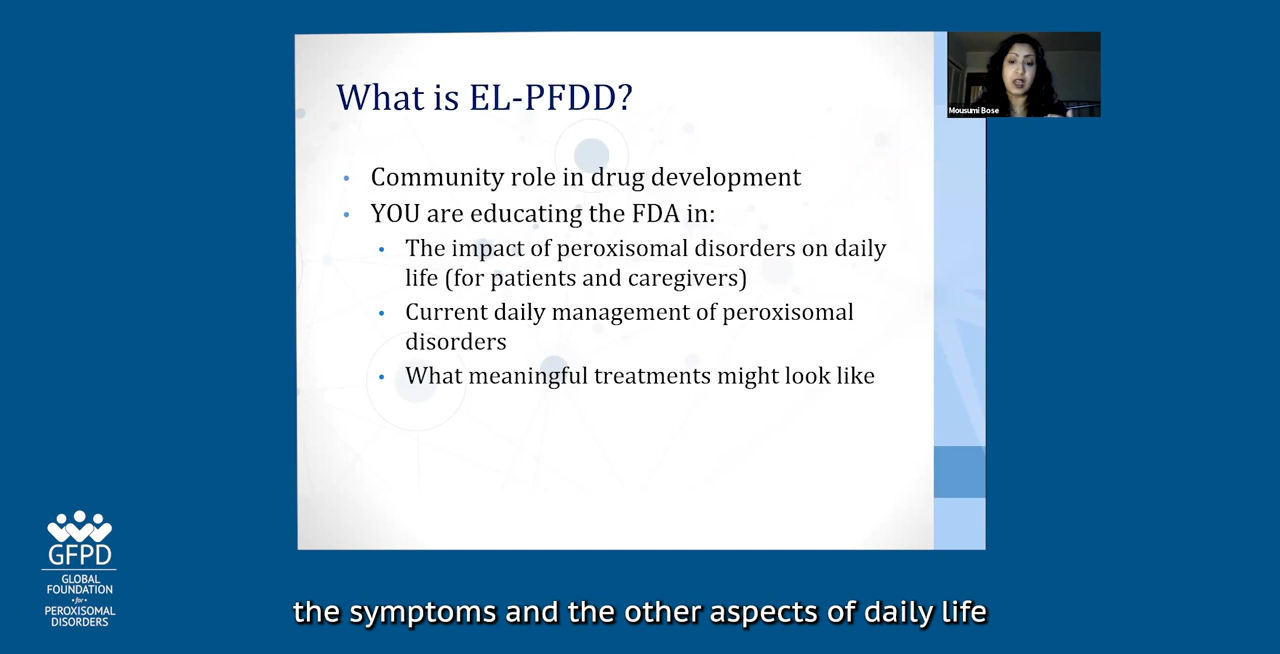 What is EL-PFDD?
Mousumi Bose
• Community role in drug development
• YOU are educating the FDA in:
• The impact of peroxisomal disorders on daily
life (for patients and caregivers)
• Current daily management of peroxisomal
disorders
• What meaningful treatments might look like
GFPD
GLOBAL
FOUNDATION
• for •
PEROXISOMAL
DISORDERS
the symptoms and the other aspects of daily life